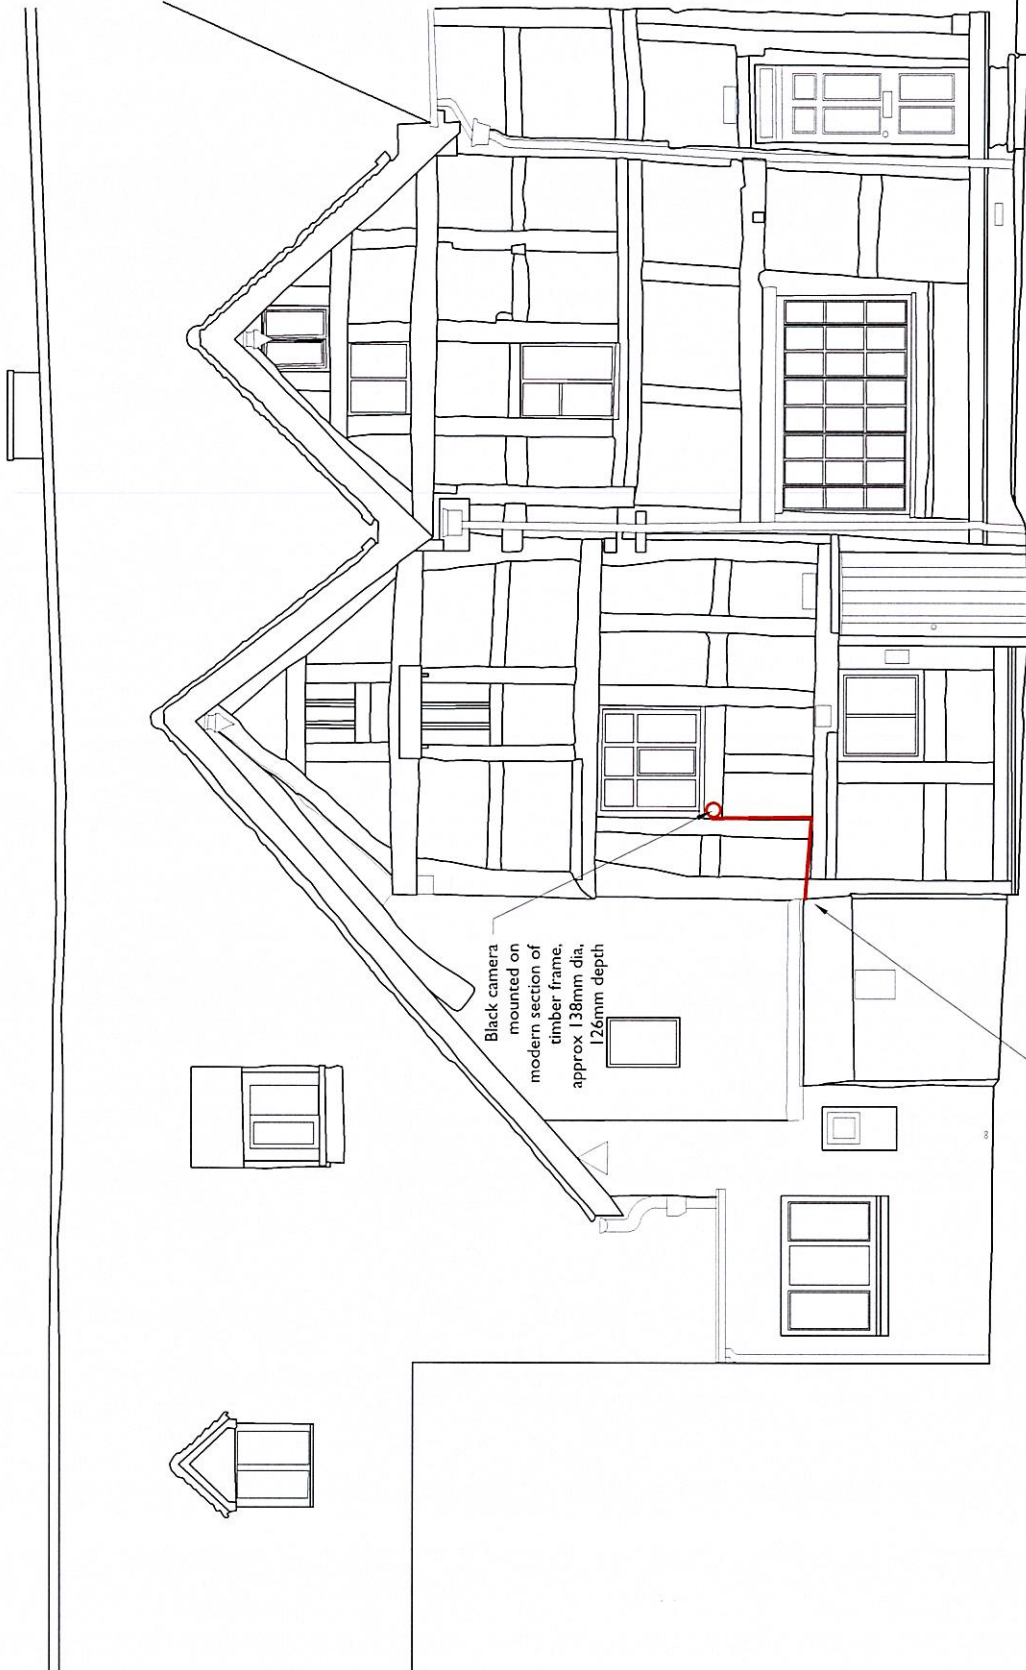 Black camera
mounted on
modern section of
timber frame,
approx 138mm dia,
126mm depth